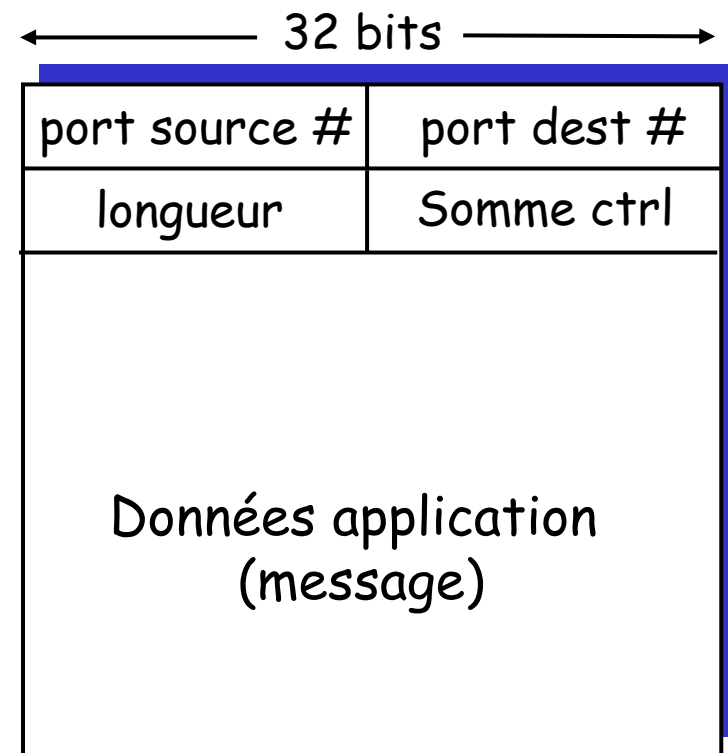 32 bits
port source # port dest #
longueur Somme ctrl
Données application
(message)